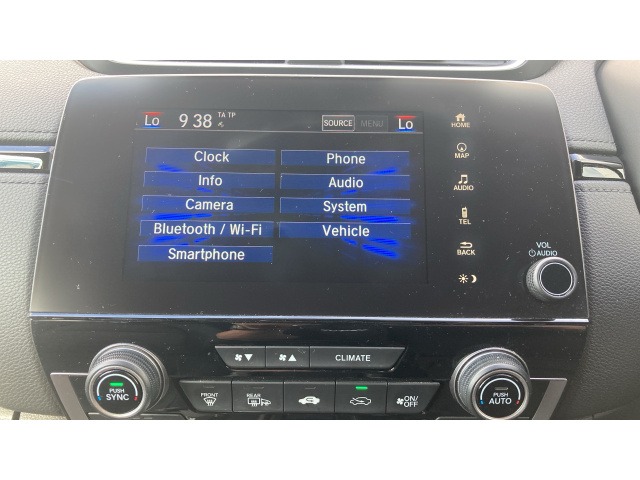 Lo 9 38 TA TP SOURCE MENU Lo
HOME
Clock Phone
MAP
Info Audio
AUDIO
Camera System
TEL
Bluetooth / Wi-Fi Vehicle
BACK
Smartphone
VOL
AUDIO
CLIMATE
PUSH
SYNC
FRONT
REAR
ON/
OFF
PUSH
AUTO